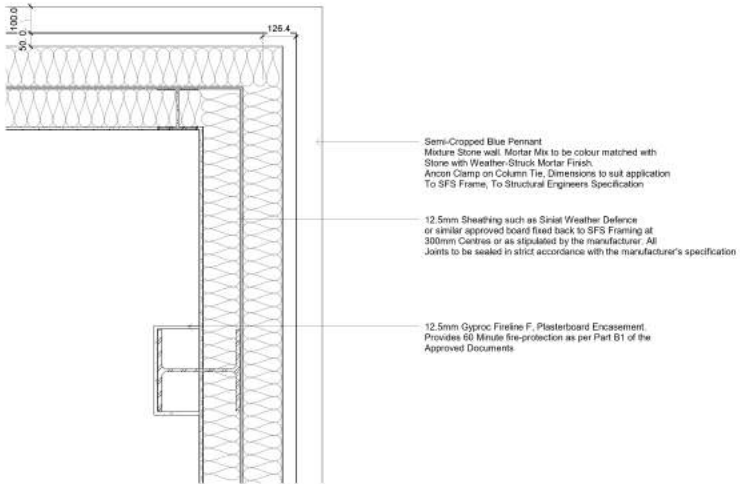 100.0
50.0
126.4
Semi-Cropped Blue Pennant
Mixture Stone wall. Mortar Mix to be colour matched with
Stone with Weather-Struck Mortar Finish.
Ancon Clamp on Column Tie, Dimensions to suit application
To SFS Frame, To Structural Engineers Specification
12.5mm Sheathing such as Siniat Weather Defence
or similar approved board fixed back to SFS Framing at
300mm Centres or as stipulated by the manufacturer. All
Joints to be sealed in strict accordance with the manufacturer's specification
12.5mm Gyproc Fireline F, Plasterboard Encasement.
Provides 60 Minute fire-protection as per Part B1 of the
Approved Documents